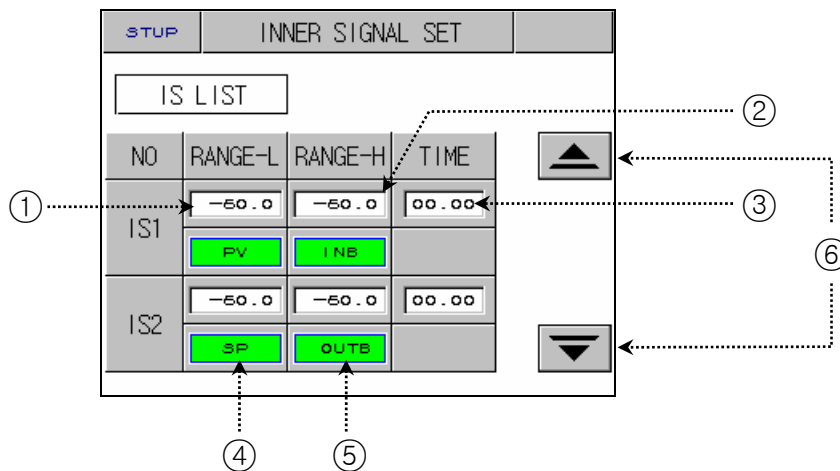 STUP INNER SIGNAL SET
IS LIST
②
NO RANGE-L RANGE-H TIME
① IS1 -60.0 -60.0 00.00 ③
PV INB
⑥
IS2 -60.0 -60.0 00.00
SP OUTB
④ ⑤